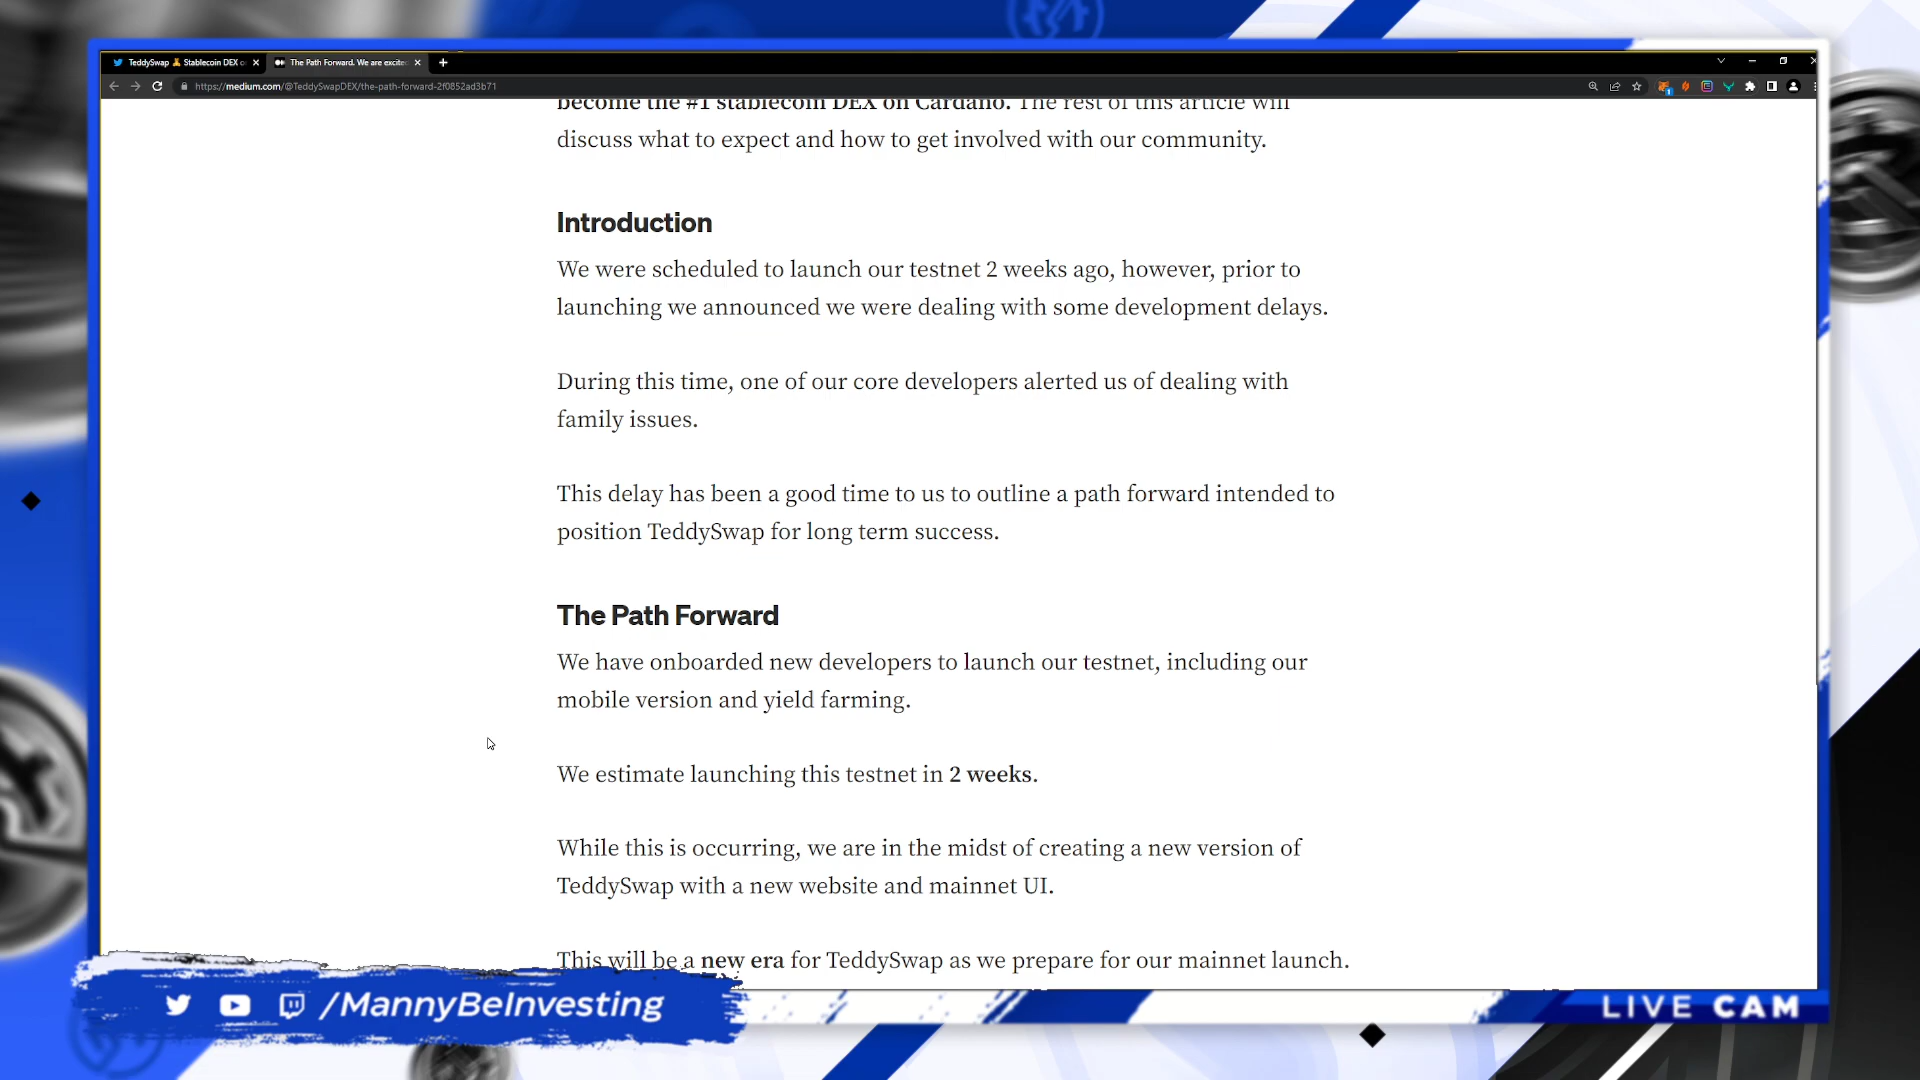 TeddySwap Stablecoin DEX o
The Path Forward. We are excite
https://medium.com/@TeddySwapDEX/the-path-forward-2f0852ad3b71
become the #1 stablecoin DEX on Cardano. The rest of this article will
discuss what to expect and how to get involved with our community.
Introduction
We were scheduled to launch our testnet 2 weeks ago, however, prior to
launching we announced we were dealing with some development delays.
During this time, one of our core developers alerted us of dealing with
family issues.
This delay has been a good time to us to outline a path forward intended to
position TeddySwap for long term success.
The Path Forward
We have onboarded new developers to launch our testnet, including our
mobile version and yield farming.
We estimate launching this testnet in 2 weeks.
While this is occurring, we are in the midst of creating a new version of
TeddySwap with a new website and mainnet UI.
This will be a new era for TeddySwap as we prepare for our mainnet launch.
/MannyBeInvesting
LIVE CAM